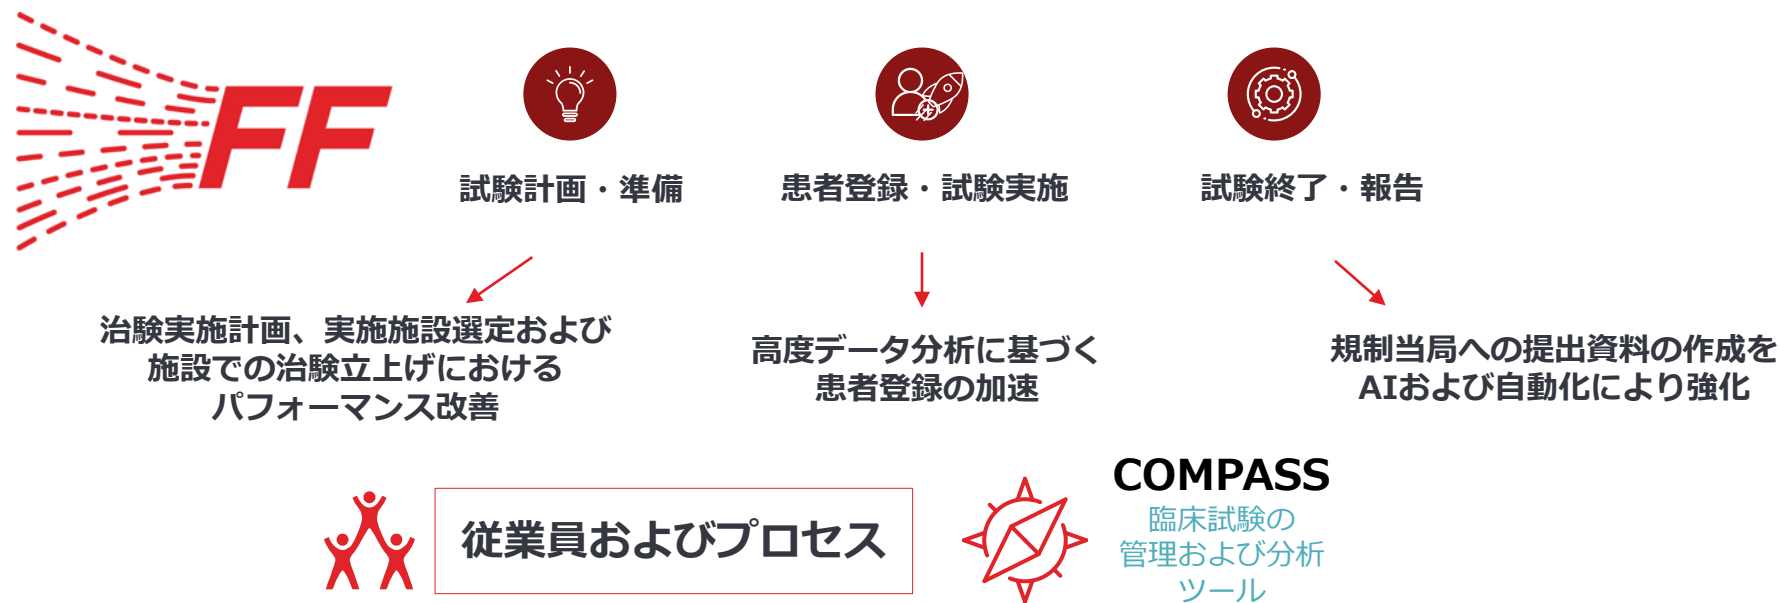 FF
試験計画・準備
患者登録・試験実施
試験終了・報告
治験実施計画、実施施設選定および
施設での治験立上げにおける
パフォーマンス改善
高度データ分析に基づく
患者登録の加速
規制当局への提出資料の作成を
AIおよび自動化により強化
従業員およびプロセス
COMPASS
臨床試験の
管理および分析
ツール